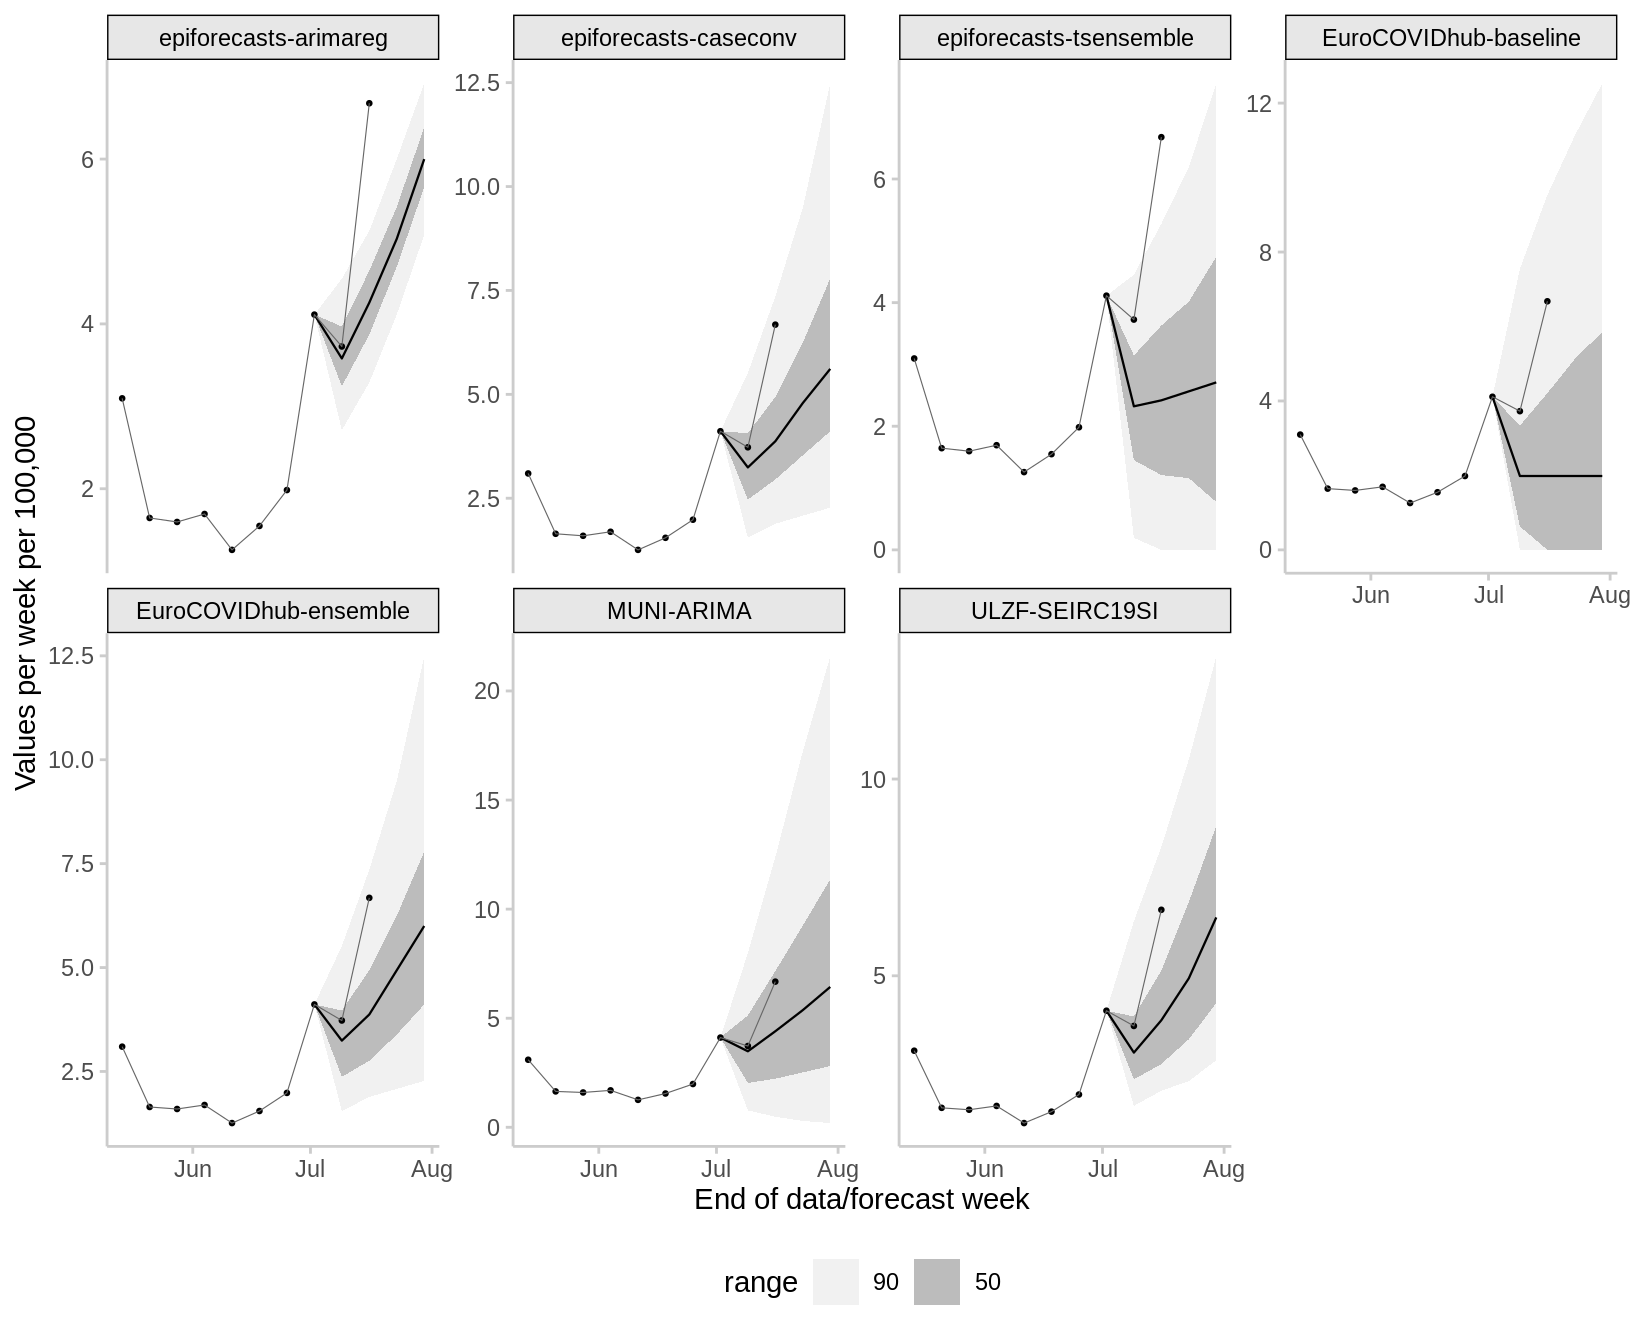 epiforecasts-arimareg
epiforecasts-caseconv
epiforecasts-tsensemble
EuroCOVIDhub-baseline
6
4
2
12.5
10.0
7.5
5.0
2.5
6
4
2
0
12
8
4
0
Jun Jul Aug
EuroCOVIDhub-ensemble
MUNI-ARIMA
ULZF-SEIRC19SI
12.5
10.0
7.5
5.0
2.5
20
15
10
5
0
10
5
Jun Jul Aug
Jun Jul Aug
Jun Jul Aug
Values per week per 100,000
End of data/forecast week
range 90 50